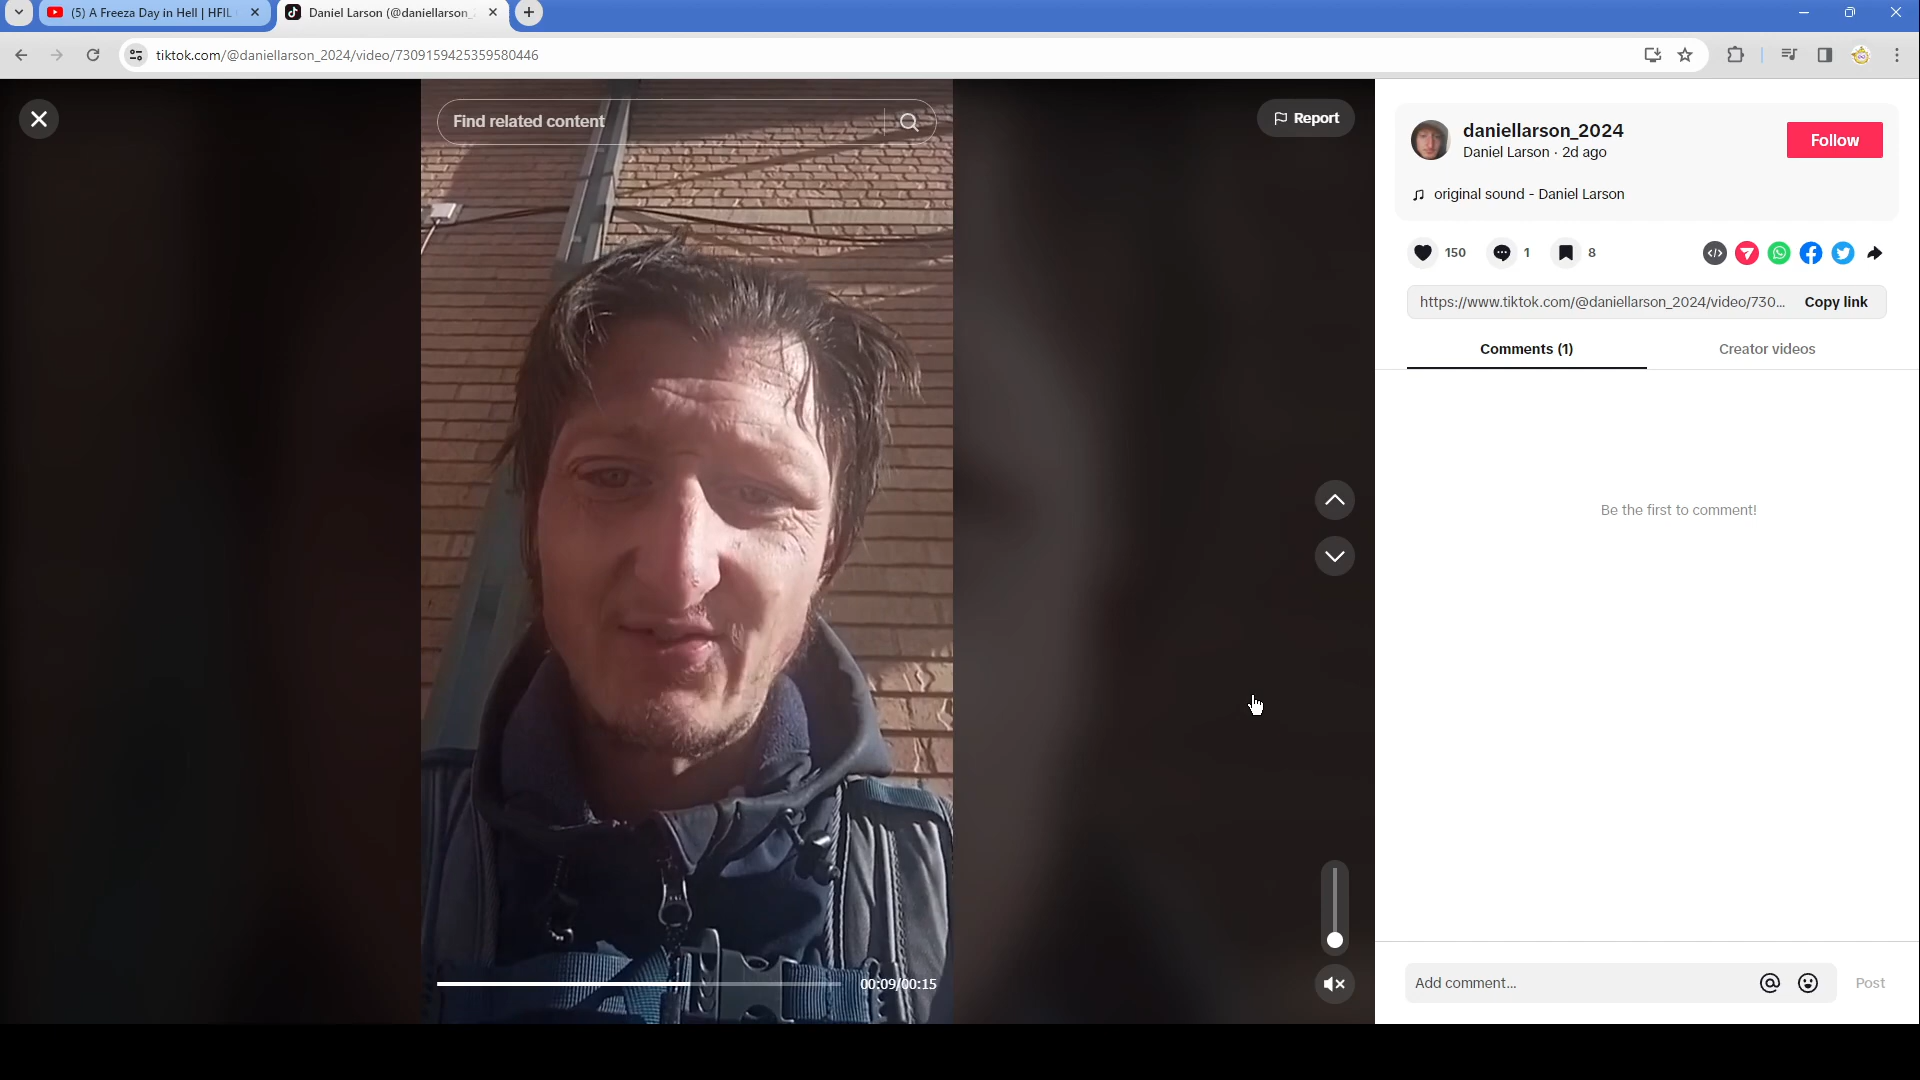 (5) A Freeza Day in Hell | HFIL
Daniel Larson (@daniellarson_
tiktok.com/@daniellarson_2024/video/7309159425359580446
Find related content
Report
daniellarson_2024
Daniel Larson · 2d ago
Follow
original sound - Daniel Larson
150
1
8
https://www.tiktok.com/@daniellarson_2024/video/730...
Copy link
Comments (1)
Creator videos
Be the first to comment!
00:09/00:15
Add comment...
Post